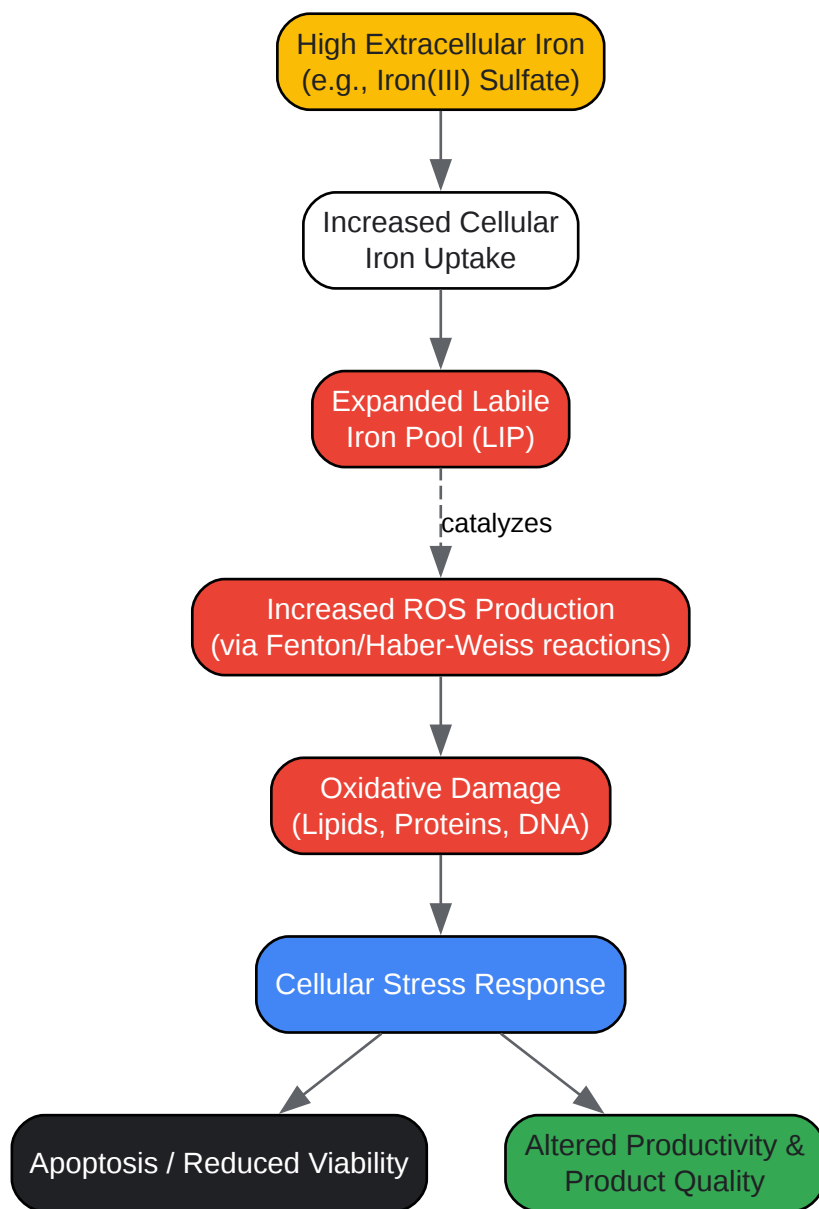 High Extracellular Iron
(e.g., Iron(III) Sulfate)
Increased Cellular
Iron Uptake
Expanded Labile
Iron Pool (LIP)
catalyzes
Increased ROS Production
(via Fenton/Haber-Weiss reactions)
Oxidative Damage
(Lipids, Proteins, DNA)
Cellular Stress Response
Apoptosis / Reduced Viability
Altered Productivity &
Product Quality